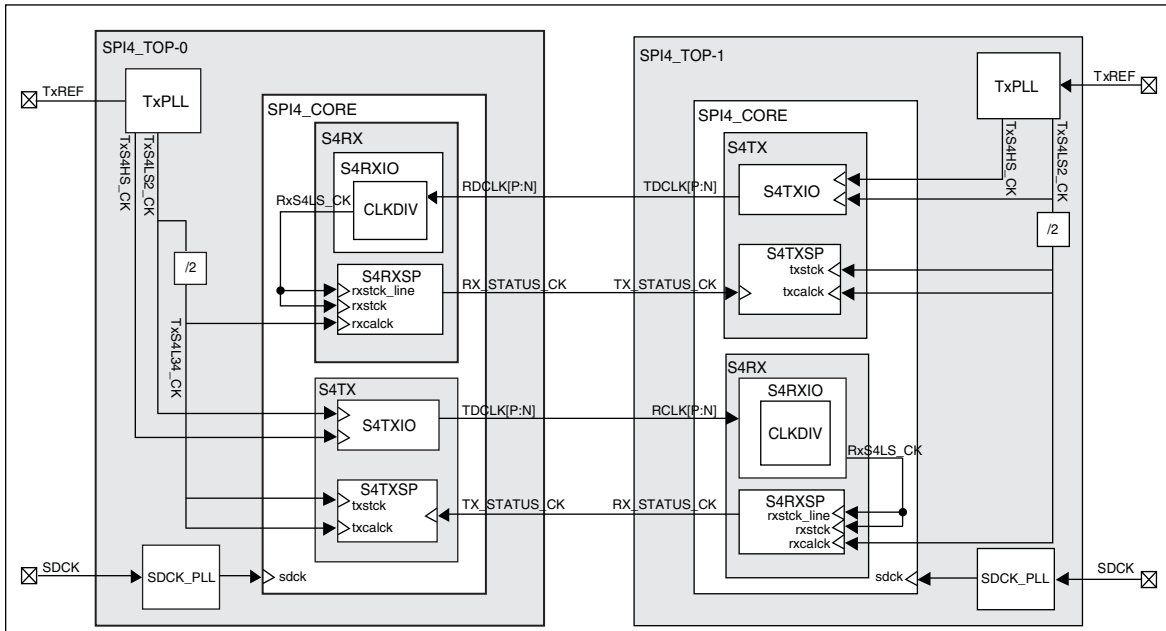 SPI4_TOP-0
TxREF
TxPLL
TxS4HS_CK
TxS4LS2_CK
/2
TxS4L34_CK
SPI4_CORE
S4RX
S4RXIO
CLKDIV
RxS4LS_CK
RDCLK[P:N]
S4RXSP
rxstck_line
rxstck
rxcalck
RX_STATUS_CK
S4TX
S4TXIO
TDCLK[P:N]
S4TXSP
txstck
txcalck
TX_STATUS_CK
SDCK
SDCK_PLL
sdck
SPI4_TOP-1
TxPLL
TxREF
TxS4HS_CK
TxS4LS2_CK
/2
SPI4_CORE
S4TX
S4TXIO
TDCLK[P:N]
S4TXSP
txstck
txcalck
TX_STATUS_CK
S4RX
S4RXIO
CLKDIV
RCLK[P:N]
RxS4LS_CK
S4RXSP
rxstck_line
rxstck
rxcalck
RX_STATUS_CK
sdck
SDCK_PLL
SDCK